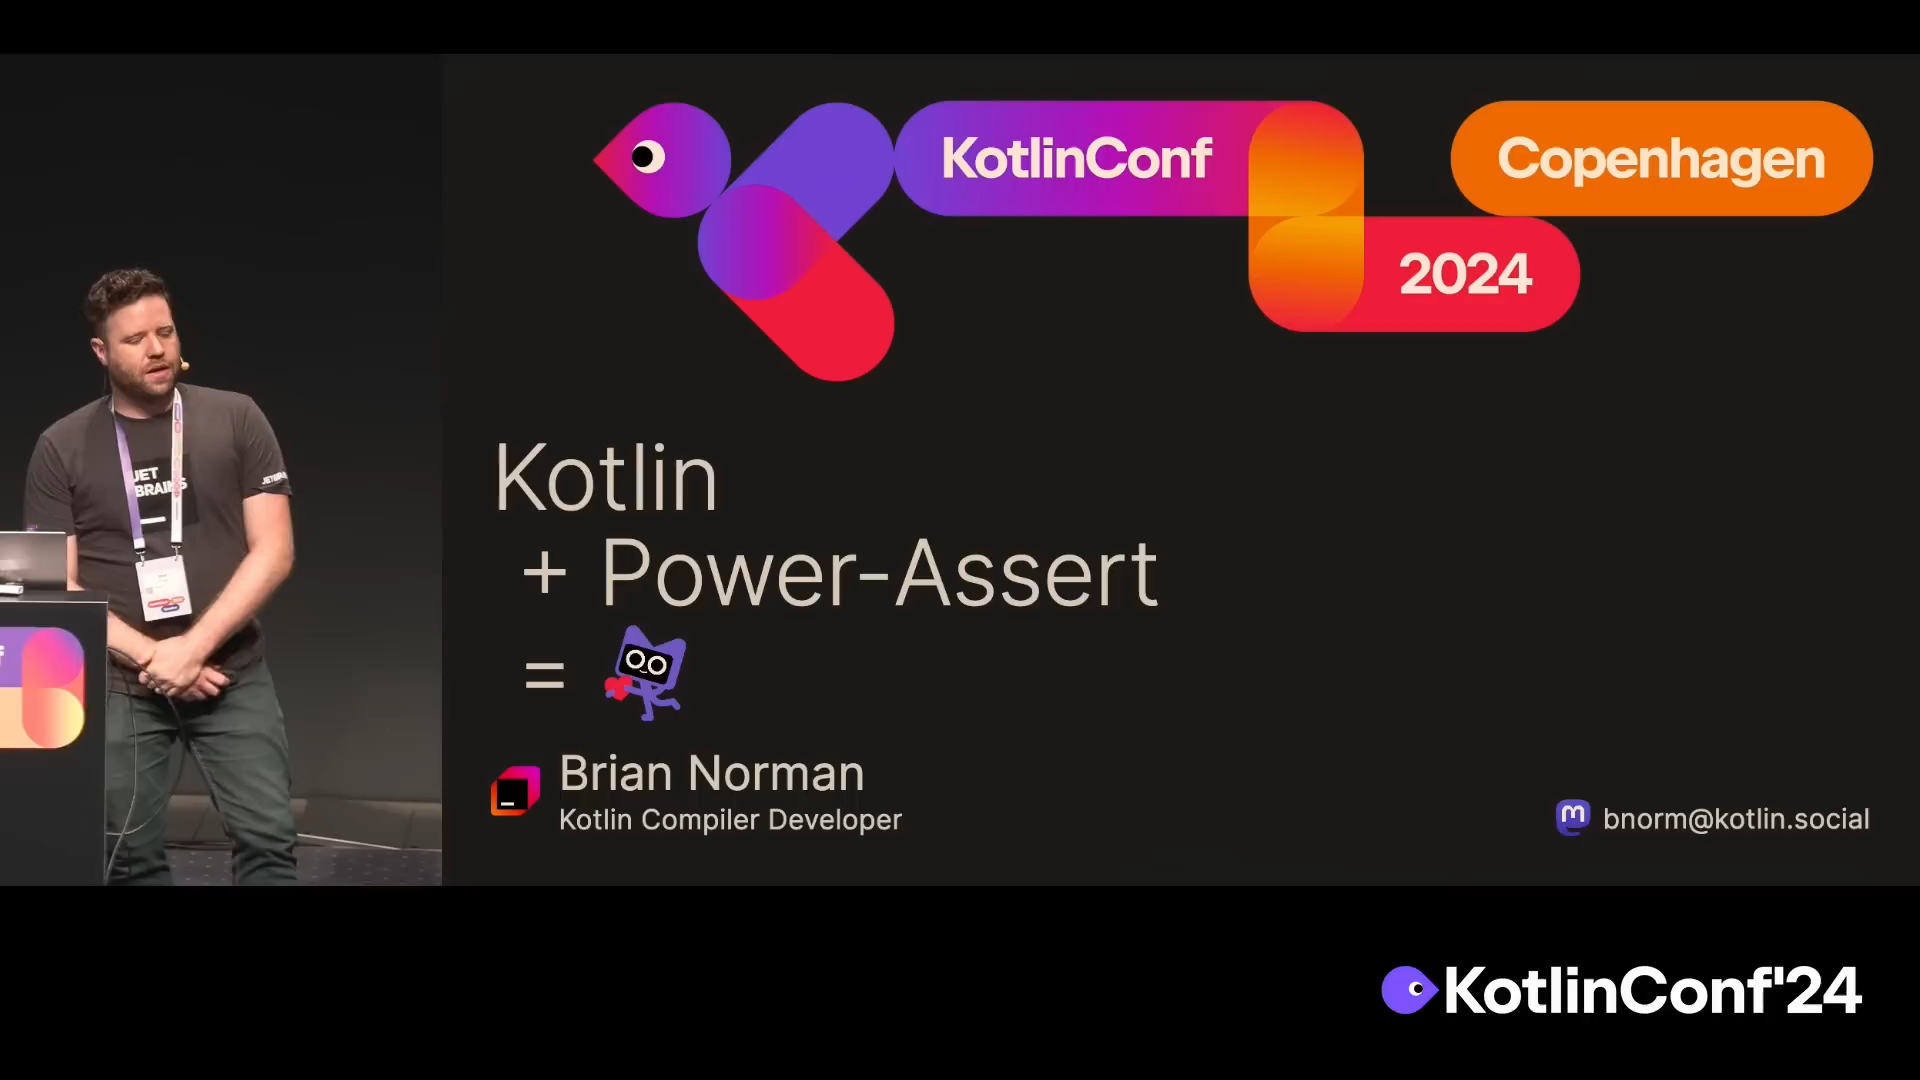 KotlinConf
Copenhagen
2024
Kotlin
+ Power-Assert
=
Brian Norman
Kotlin Compiler Developer
bnorm@kotlin.social
JET
BRAINS
KotlinConf'24